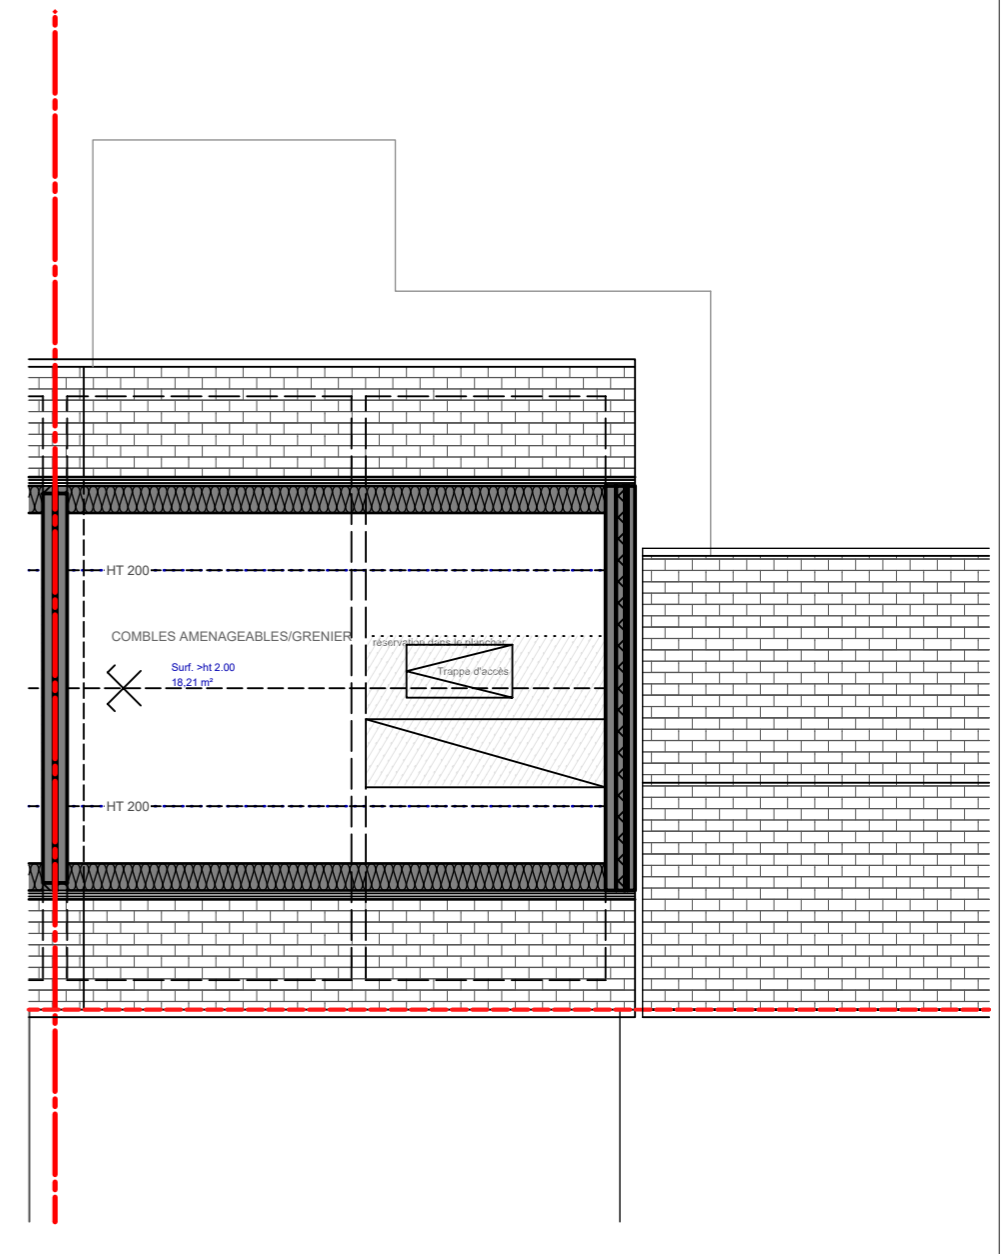 HT 200
COMBLES AMENAGEABLES/GRENIER
réservation dans le plancher
Surf. >ht 2.00
18.21 m²
Trappe d'accès
HT 200